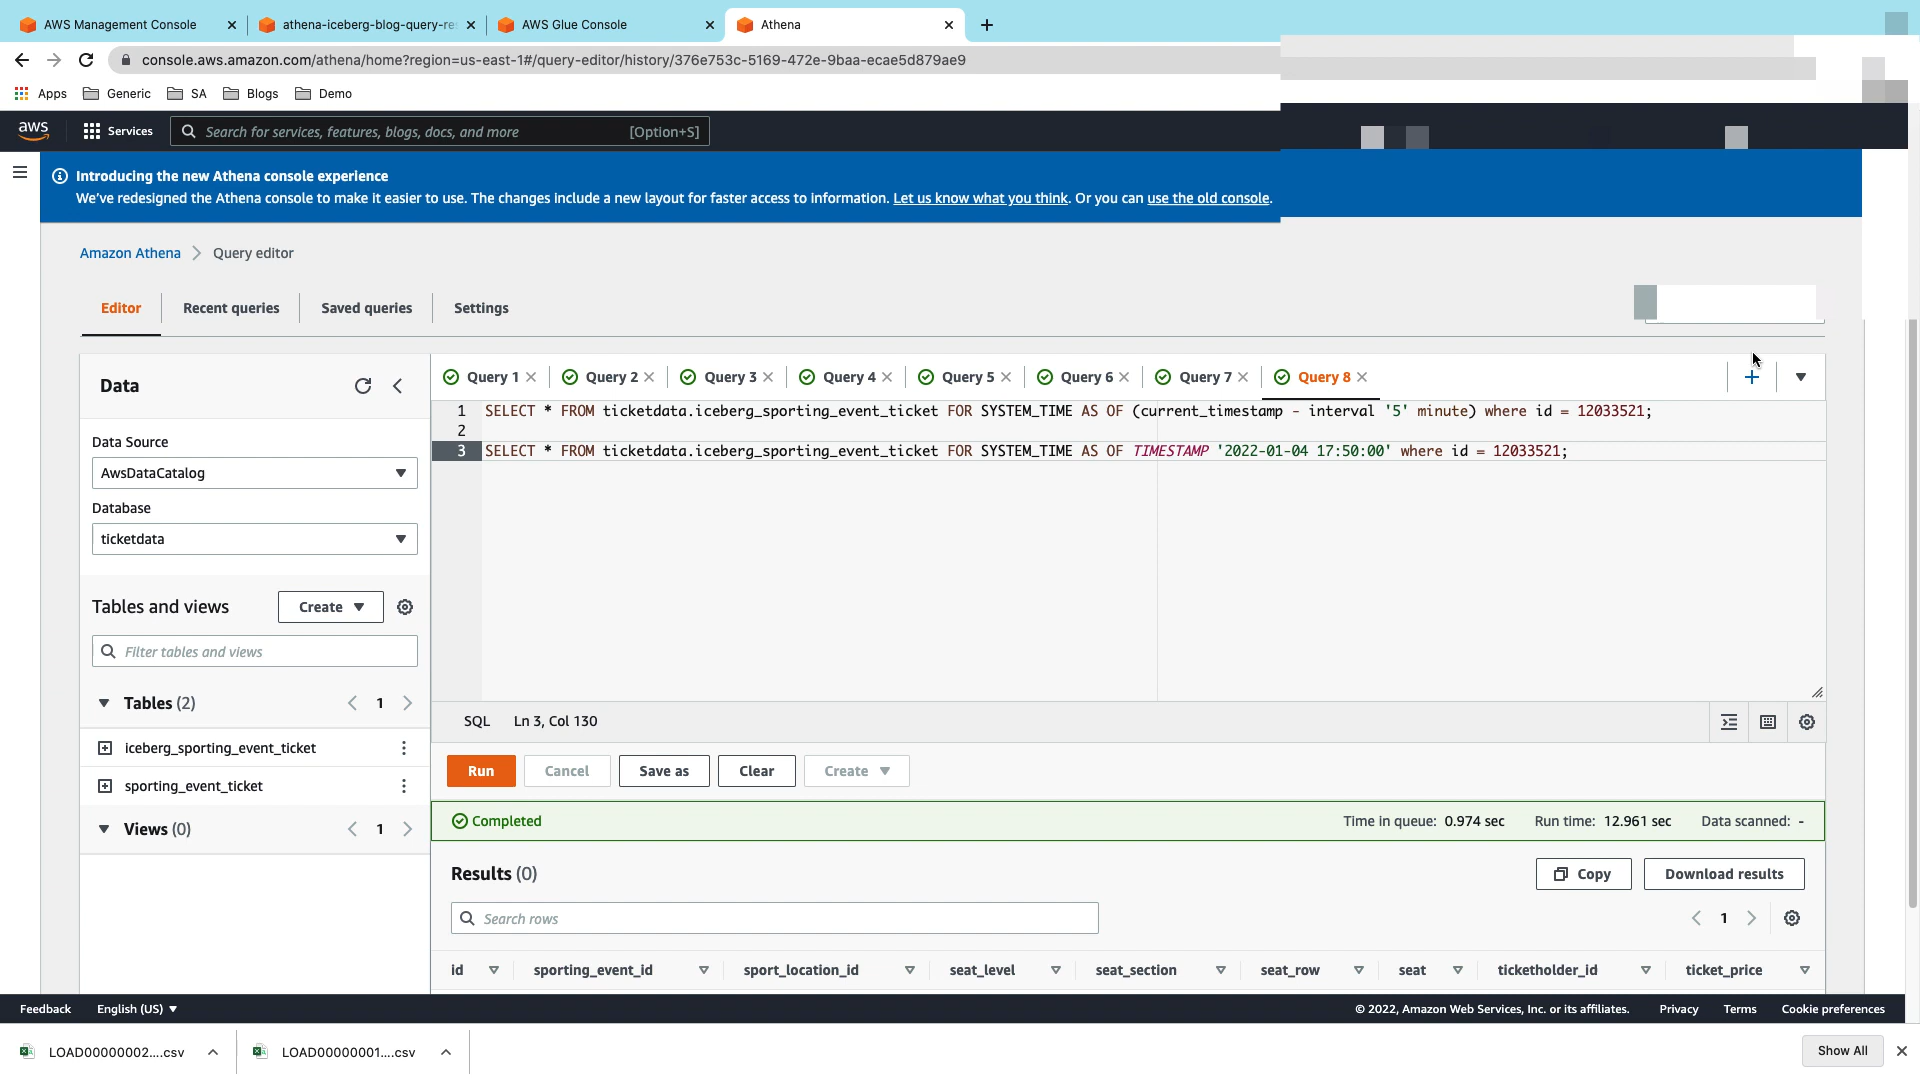 AWS Management Console
athena-iceberg-blog-query-re
AWS Glue Console
Athena
console.aws.amazon.com/athena/home?region=us-east-1#/query-editor/history/376e753c-5169-472e-9baa-ecae5d879ae9
Apps Generic SA Blogs Demo
aws Services Search for services, features, blogs, docs, and more [Option+S]
Introducing the new Athena console experience
We've redesigned the Athena console to make it easier to use. The changes include a new layout for faster access to information. Let us know what you think. Or you can use the old console.
Amazon Athena Query editor
Editor Recent queries Saved queries Settings
Data
Data Source
AwsDataCatalog
Database
ticketdata
Tables and views Create
Filter tables and views
Tables (2) 1
iceberg_sporting_event_ticket
sporting_event_ticket
Views (0) 1
Query 1 Query 2 Query 3 Query 4 Query 5 Query 6 Query 7 Query 8
1 SELECT * FROM ticketdata.iceberg_sporting_event_ticket FOR SYSTEM_TIME AS OF (current_timestamp - interval '5' minute) where id = 12033521;
2
3 SELECT * FROM ticketdata.iceberg_sporting_event_ticket FOR SYSTEM_TIME AS OF TIMESTAMP '2022-01-04 17:50:00' where id = 12033521;
SQL Ln 3, Col 130
Run Cancel Save as Clear Create
Completed Time in queue: 0.974 sec Run time: 12.961 sec Data scanned: -
Results (0) Copy Download results
Search rows 1
id sporting_event_id sport_location_id seat_level seat_section seat_row seat ticketholder_id ticket_price
Feedback English (US) © 2022, Amazon Web Services, Inc. or its affiliates. Privacy Terms Cookie preferences
LOAD00000002....csv LOAD00000001....csv Show All